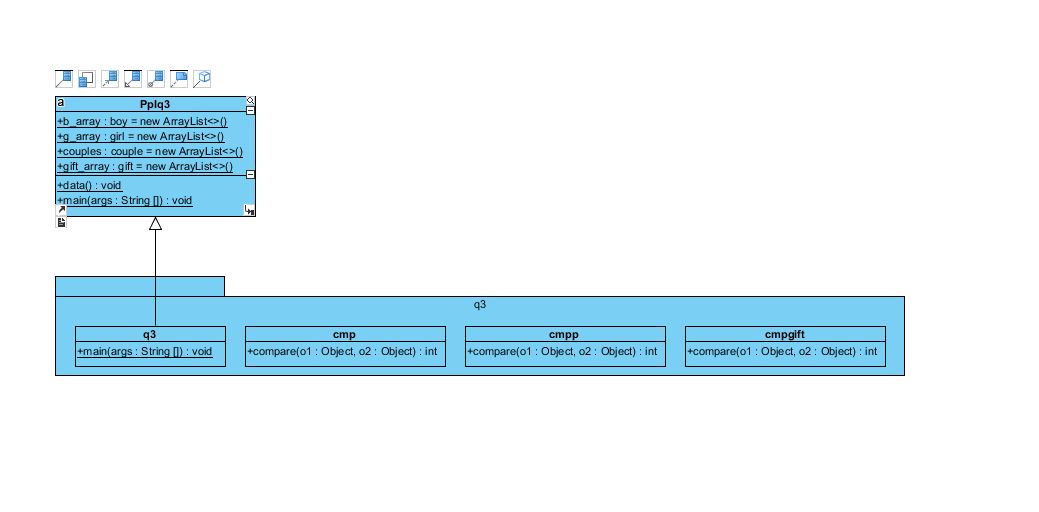 a
Pplq3
+b_array : boy = new ArrayList<>()
+g_array : girl = new ArrayList<>()
+couples : couple = new ArrayList<>()
+gift_array : gift = new ArrayList<>()
+data() : void
+main(args : String []) : void
q3
q3
+main(args : String []) : void
cmp
+compare(o1 : Object, o2 : Object) : int
cmpp
+compare(o1 : Object, o2 : Object) : int
cmpgift
+compare(o1 : Object, o2 : Object) : int